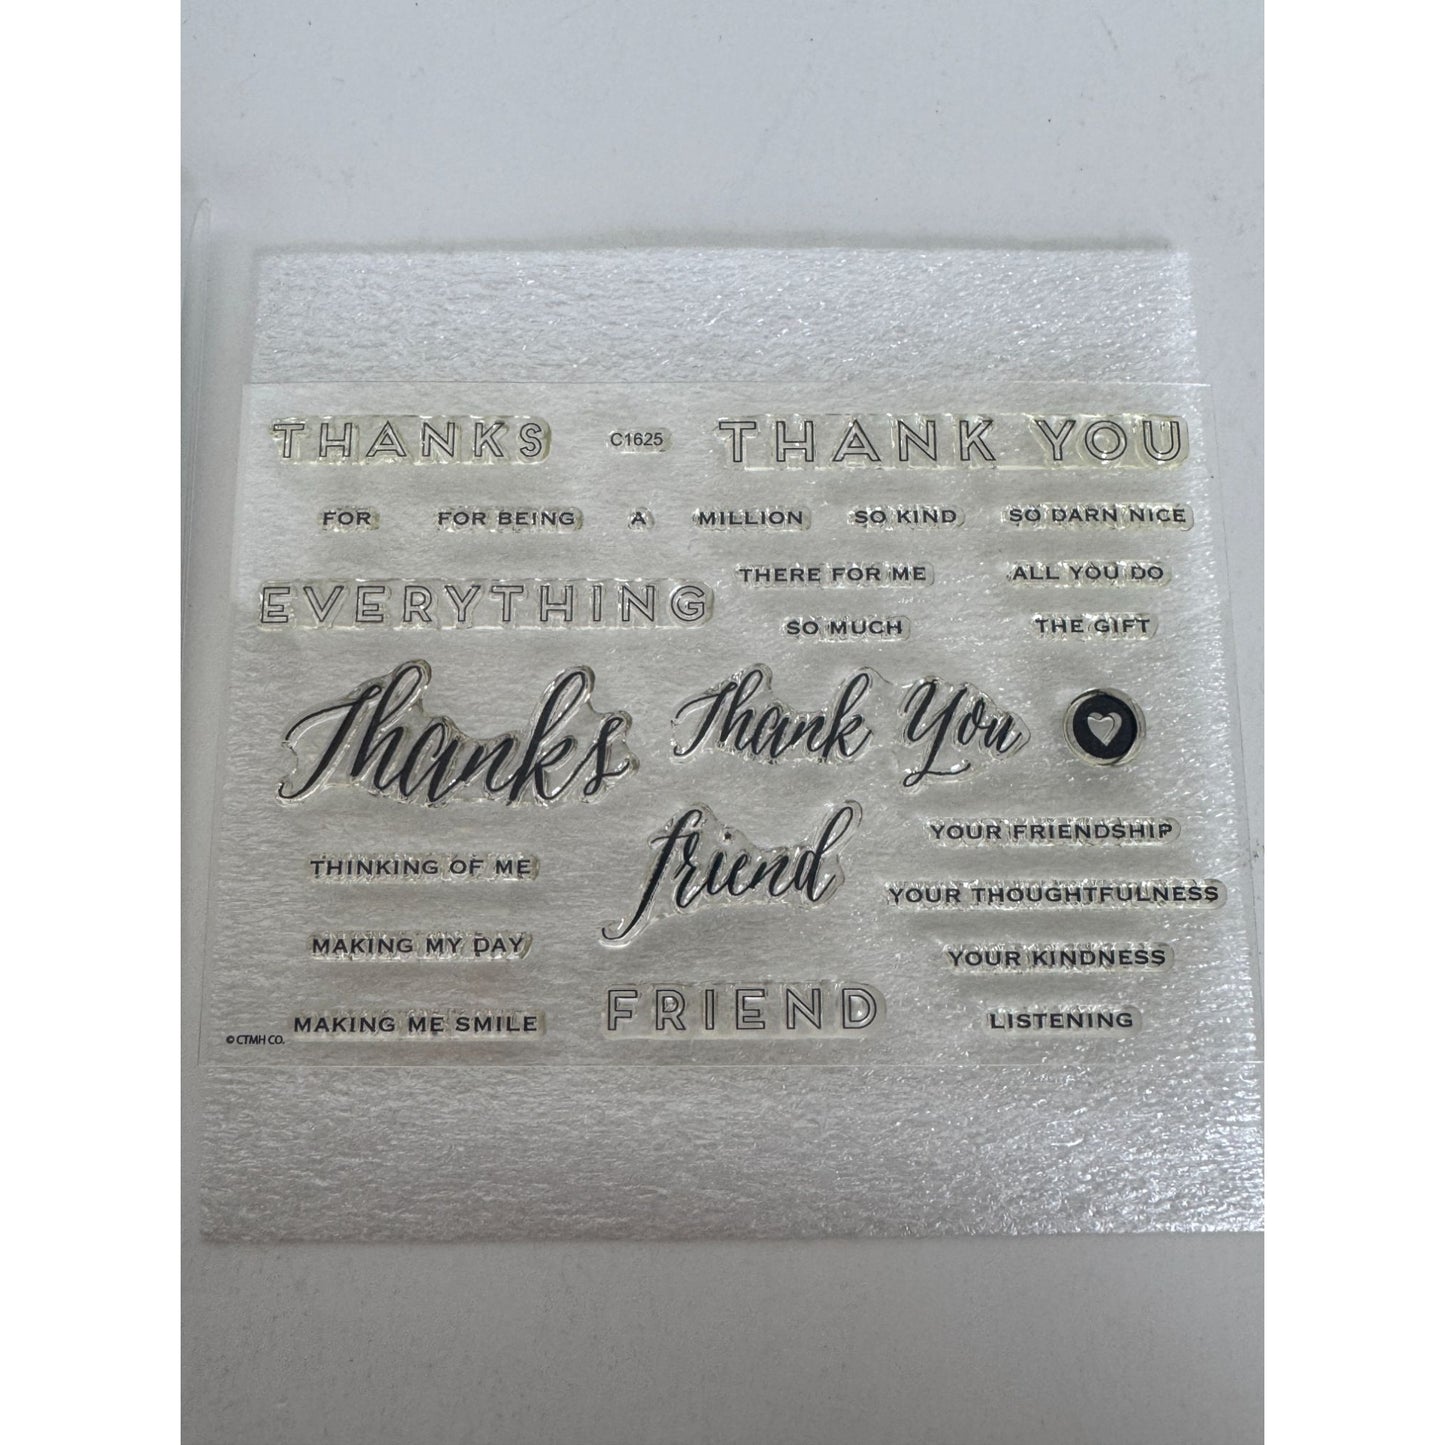 THANKS C1625 THANK YOU
FOR FOR BEING A MILLION SO KIND SO DARN NICE
THERE FOR ME ALL YOU DO
EVERYTHING
SO MUCH THE GIFT
Thanks Thank You
friend
YOUR FRIENDSHIP
THINKING OF ME
YOUR THOUGHTFULNESS
MAKING MY DAY
YOUR KINDNESS
FRIEND
MAKING ME SMILE
LISTENING
© CTMH CO.